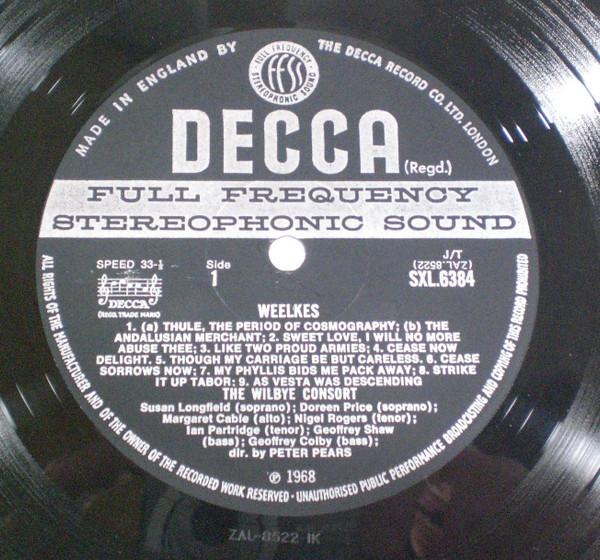 MADE IN ENGLAND BY
THE DECCA RECORD CO. LTD. LONDON
FULL FREQUENCY
FFSS
STEREOPHONIC SOUND
DECCA (Regd.)
FULL FREQUENCY
STEREOPHONIC SOUND
SPEED 33-⅓
Side
1
J/T
(ZAL.8522)
SXL.6384
DECCA
(REGD. TRADE MARK)
WEELKES
1. (a) THULE, THE PERIOD OF COSMOGRAPHY; (b) THE
ANDALUSIAN MERCHANT; 2. SWEET LOVE, I WILL NO MORE
ABUSE THEE; 3. LIKE TWO PROUD ARMIES; 4. CEASE NOW
DELIGHT. 5. THOUGH MY CARRIAGE BE BUT CARELESS. 6. CEASE
SORROWS NOW; 7. MY PHYLLIS BIDS ME PACK AWAY; 8. STRIKE
IT UP TABOR; 9. AS VESTA WAS DESCENDING
THE WILBYE CONSORT
Susan Longfield (soprano); Doreen Price (soprano);
Margaret Cable (alto); Nigel Rogers (tenor);
Ian Partridge (tenor); Geoffrey Shaw
(bass); Geoffrey Colby (bass);
dir. by PETER PEARS
℗ 1968
ALL RIGHTS OF THE MANUFACTURER AND OF THE OWNER OF THE RECORDED WORK RESERVED - UNAUTHORISED PUBLIC PERFORMANCE BROADCASTING AND COPYING OF THIS RECORD PROHIBITED
ZAL-8522-1K